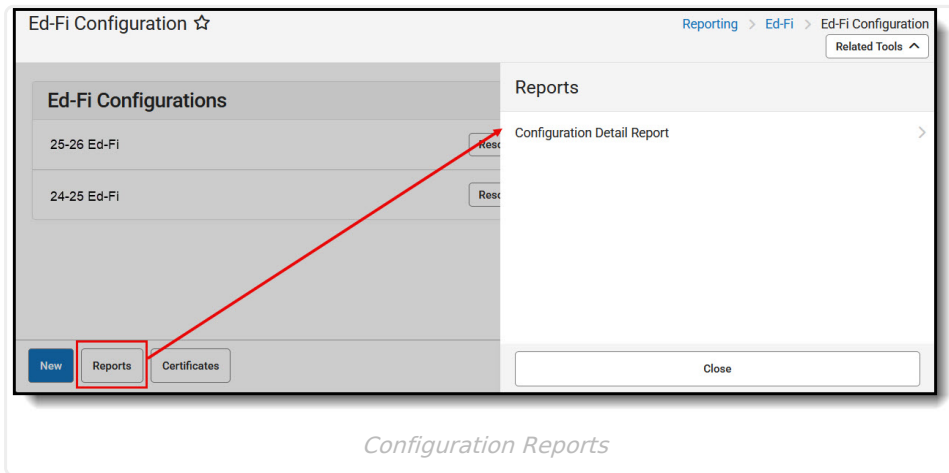 Ed-Fi Configuration
Reporting > Ed-Fi > Ed-Fi Configuration
Related Tools
Ed-Fi Configurations
Reports
25-26 Ed-Fi
Configuration Detail Report
24-25 Ed-Fi
New
Reports
Certificates
Close
Configuration Reports